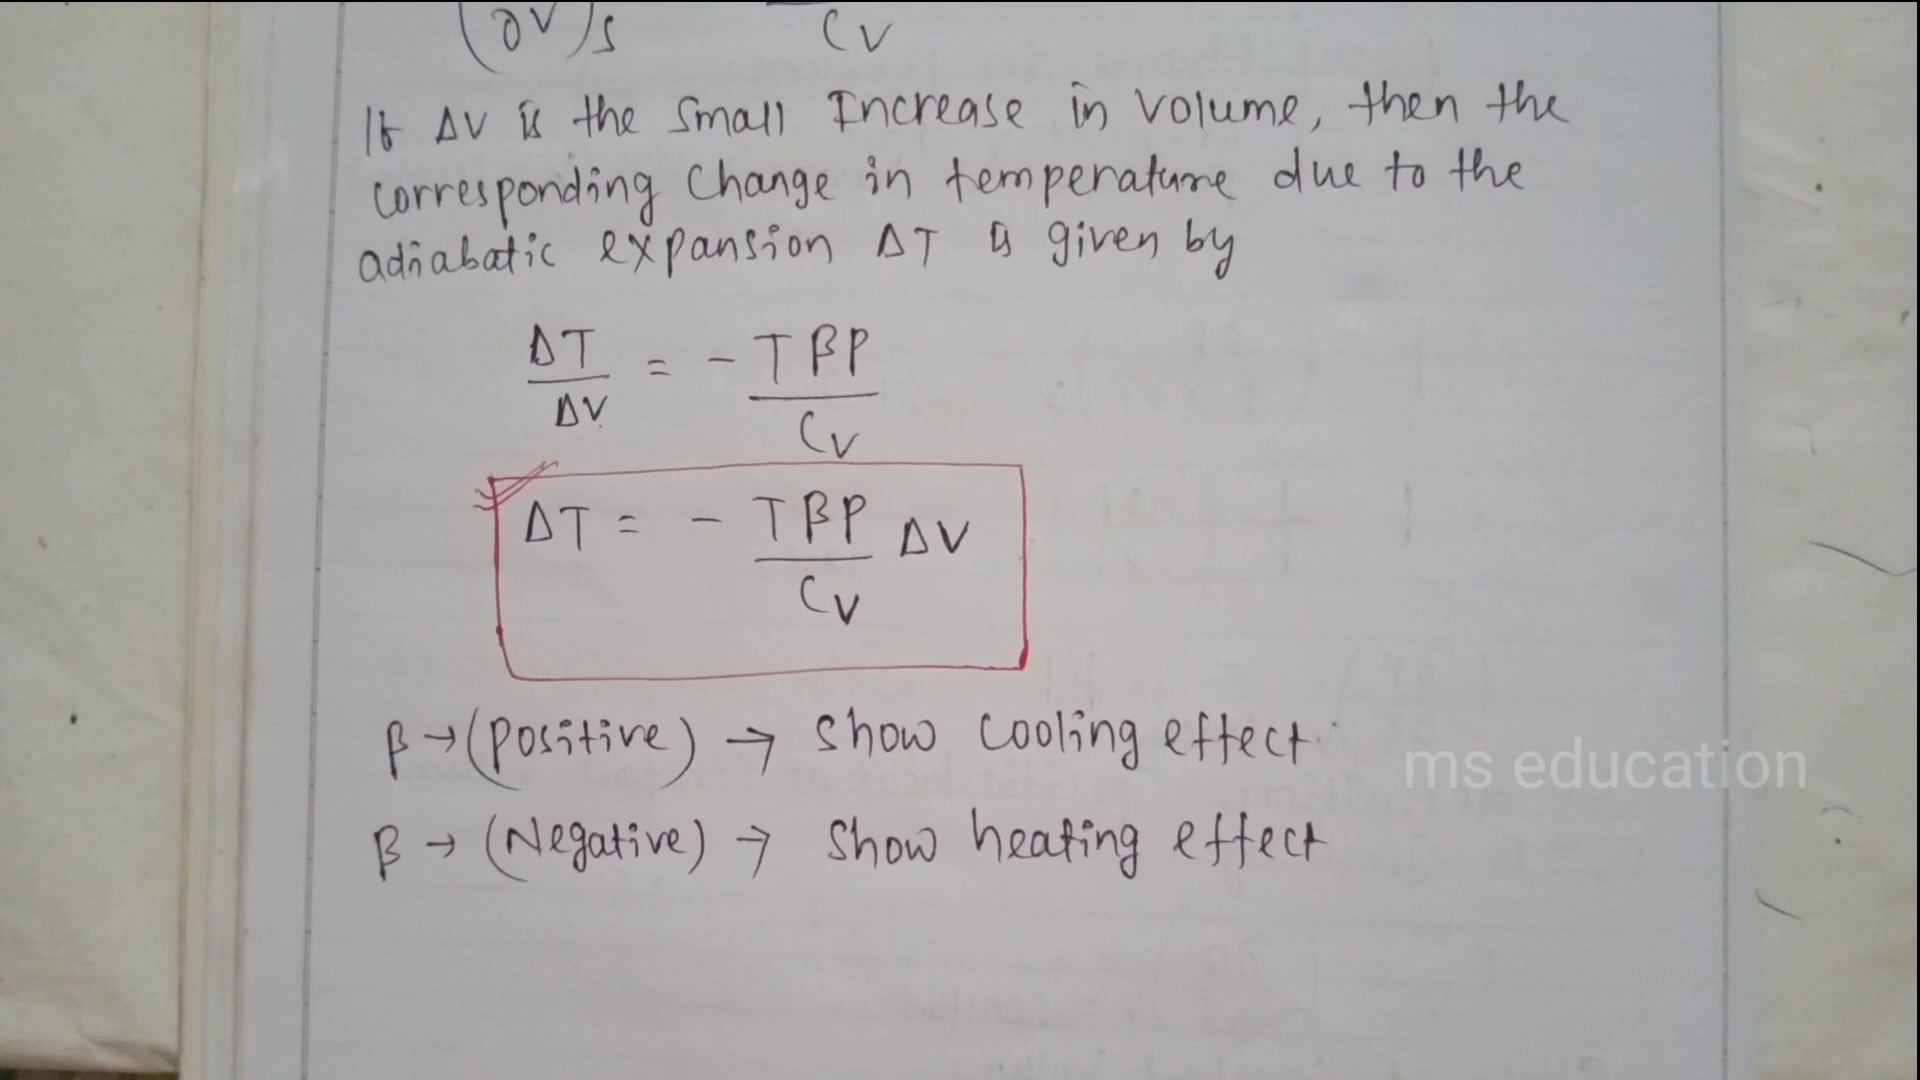 (∂V)s CV
If ΔV is the small Increase in volume, then the
corresponding change in temperature due to the
adiabatic expansion ΔT is given by
ΔT/ΔV = - TβP/CV
ΔT = - TβP/CV ΔV
β → (positive) → show cooling effect.
β → (Negative) → show heating effect
ms education